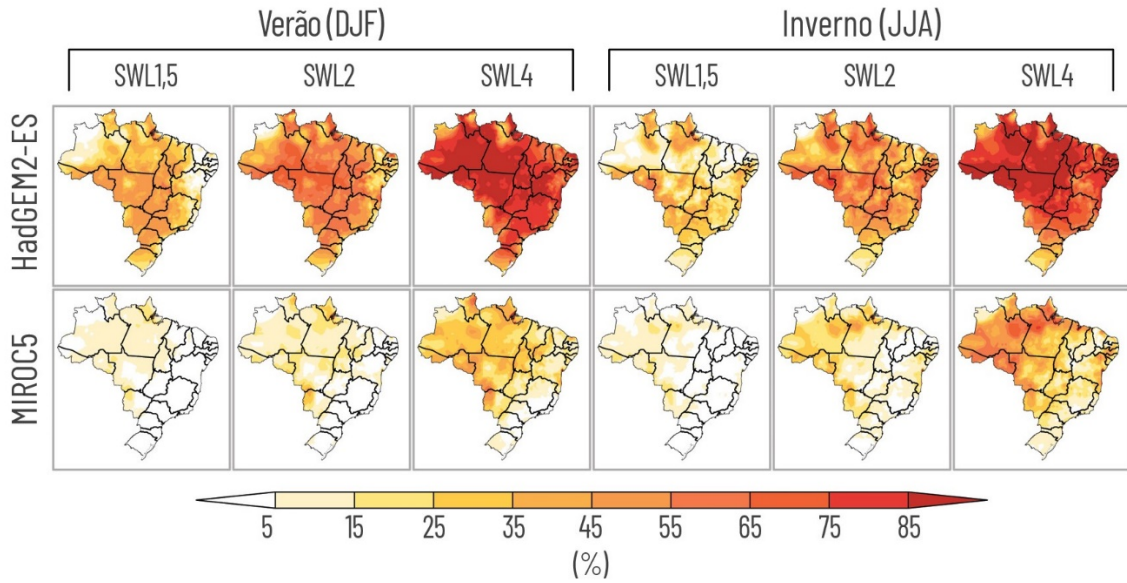 Verão (DJF) Inverno (JJA)
SWL1,5 SWL2 SWL4 SWL1,5 SWL2 SWL4
HadGEM2-ES
MIROC5
5 15 25 35 45 55 65 75 85
(%)